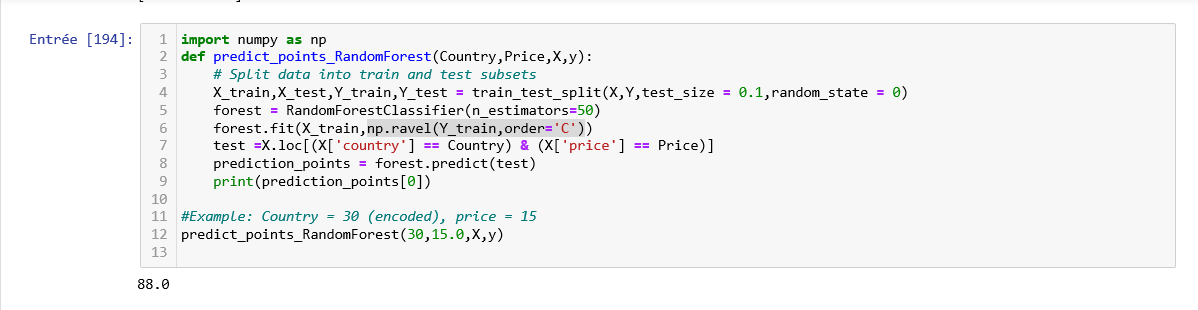 Entrée [194]:
1 import numpy as np
2 def predict_points_RandomForest(Country,Price,X,y):
3     # Split data into train and test subsets
4     X_train,X_test,Y_train,Y_test = train_test_split(X,Y,test_size = 0.1,random_state = 0)
5     forest = RandomForestClassifier(n_estimators=50)
6     forest.fit(X_train,np.ravel(Y_train,order='C'))
7     test =X.loc[(X['country'] == Country) & (X['price'] == Price)]
8     prediction_points = forest.predict(test)
9     print(prediction_points[0])
10
11 #Example: Country = 30 (encoded), price = 15
12 predict_points_RandomForest(30,15.0,X,y)
13
88.0